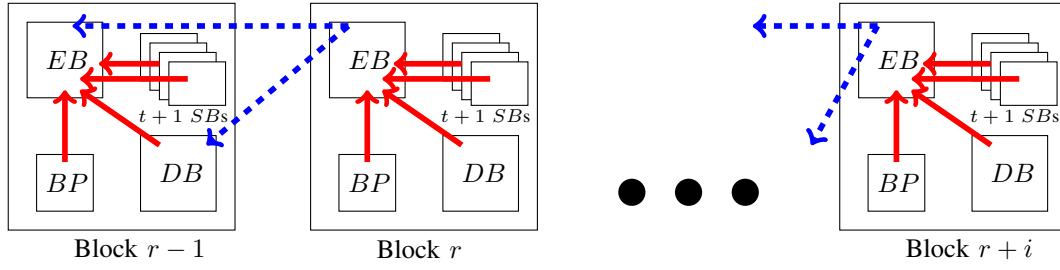 EB
t + 1 SBs
BP
DB
Block r − 1
EB
t + 1 SBs
BP
DB
Block r
EB
t + 1 SBs
BP
DB
Block r + i